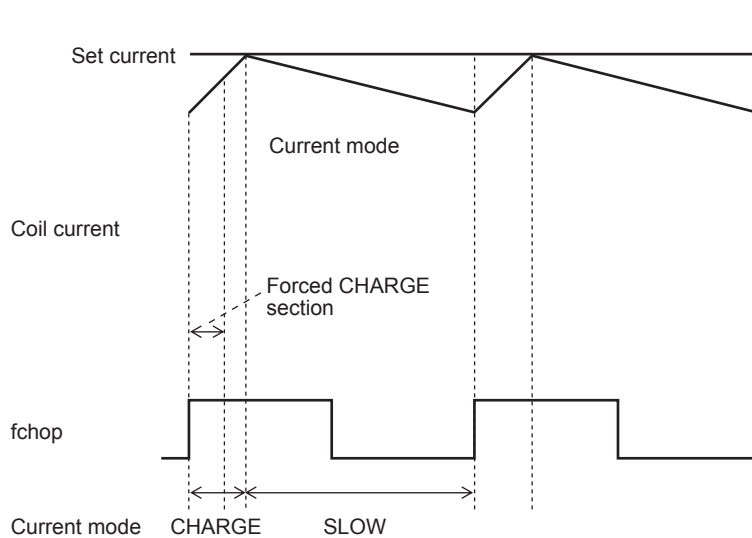 Set current
Current mode
Coil current
Forced CHARGE
section
fchop
Current mode CHARGE SLOW